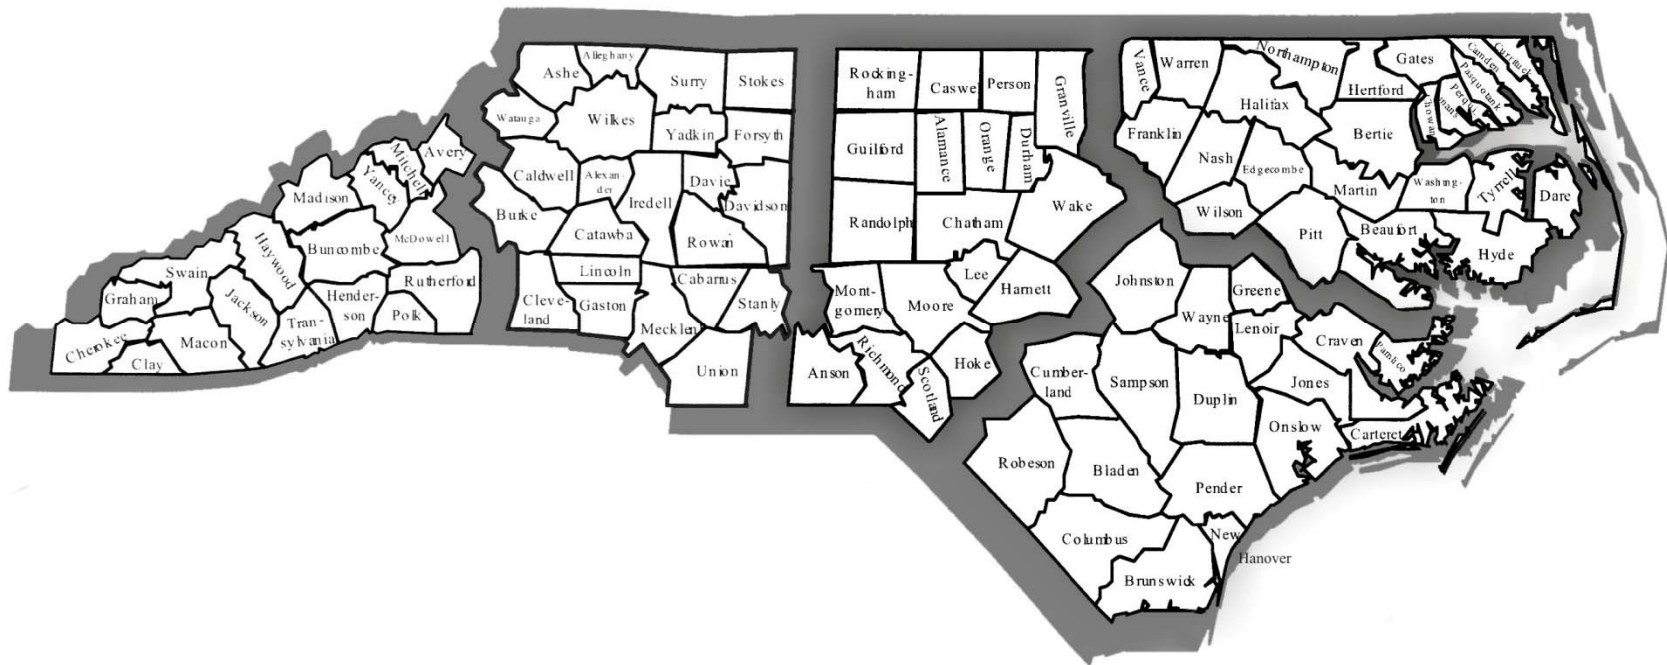 Alleghany
Ashe
Surry
Stokes
Watauga
Wilkes
Yadkin
Forsyth
Avery
Mitchell
Yancey
Madison
Caldwell
Alexan-
der
Iredell
Davie
Davidson
Burke
Catawba
Rowan
McDowell
Buncombe
Haywood
Swain
Graham
Jackson
Rutherford
Hender-
son
Polk
Tran-
sylvania
Macon
Cherokee
Clay
Lincoln
Cleve-
land
Gaston
Cabarrus
Stanly
Mecklen
Union
Rocking-
ham
Caswel
Person
Granville
Guilford
Alamance
Orange
Durham
Randolph
Chatham
Wake
Lee
Harnett
Mont-
gomery
Moore
Richmond
Anson
Scotland
Hoke
Vance
Warren
Northampton
Gates
Currituck
Camden
Pasquotank
Perqui-
mans
Chowan
Hertford
Halifax
Bertie
Franklin
Nash
Edgecombe
Martin
Washing-
ton
Tyrrell
Dare
Wilson
Pitt
Beaufort
Hyde
Johnston
Greene
Wayne
Lenoir
Craven
Pamlico
Jones
Cumber-
land
Sampson
Duplin
Onslow
Carteret
Robeson
Bladen
Pender
Columbus
New
Hanover
Brunswick